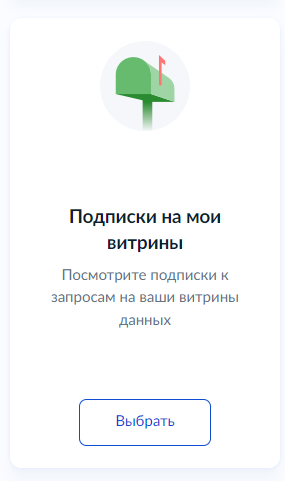 Подписки на мои
витрины
Посмотрите подписки к
запросам на ваши витрины
данных
Выбрать